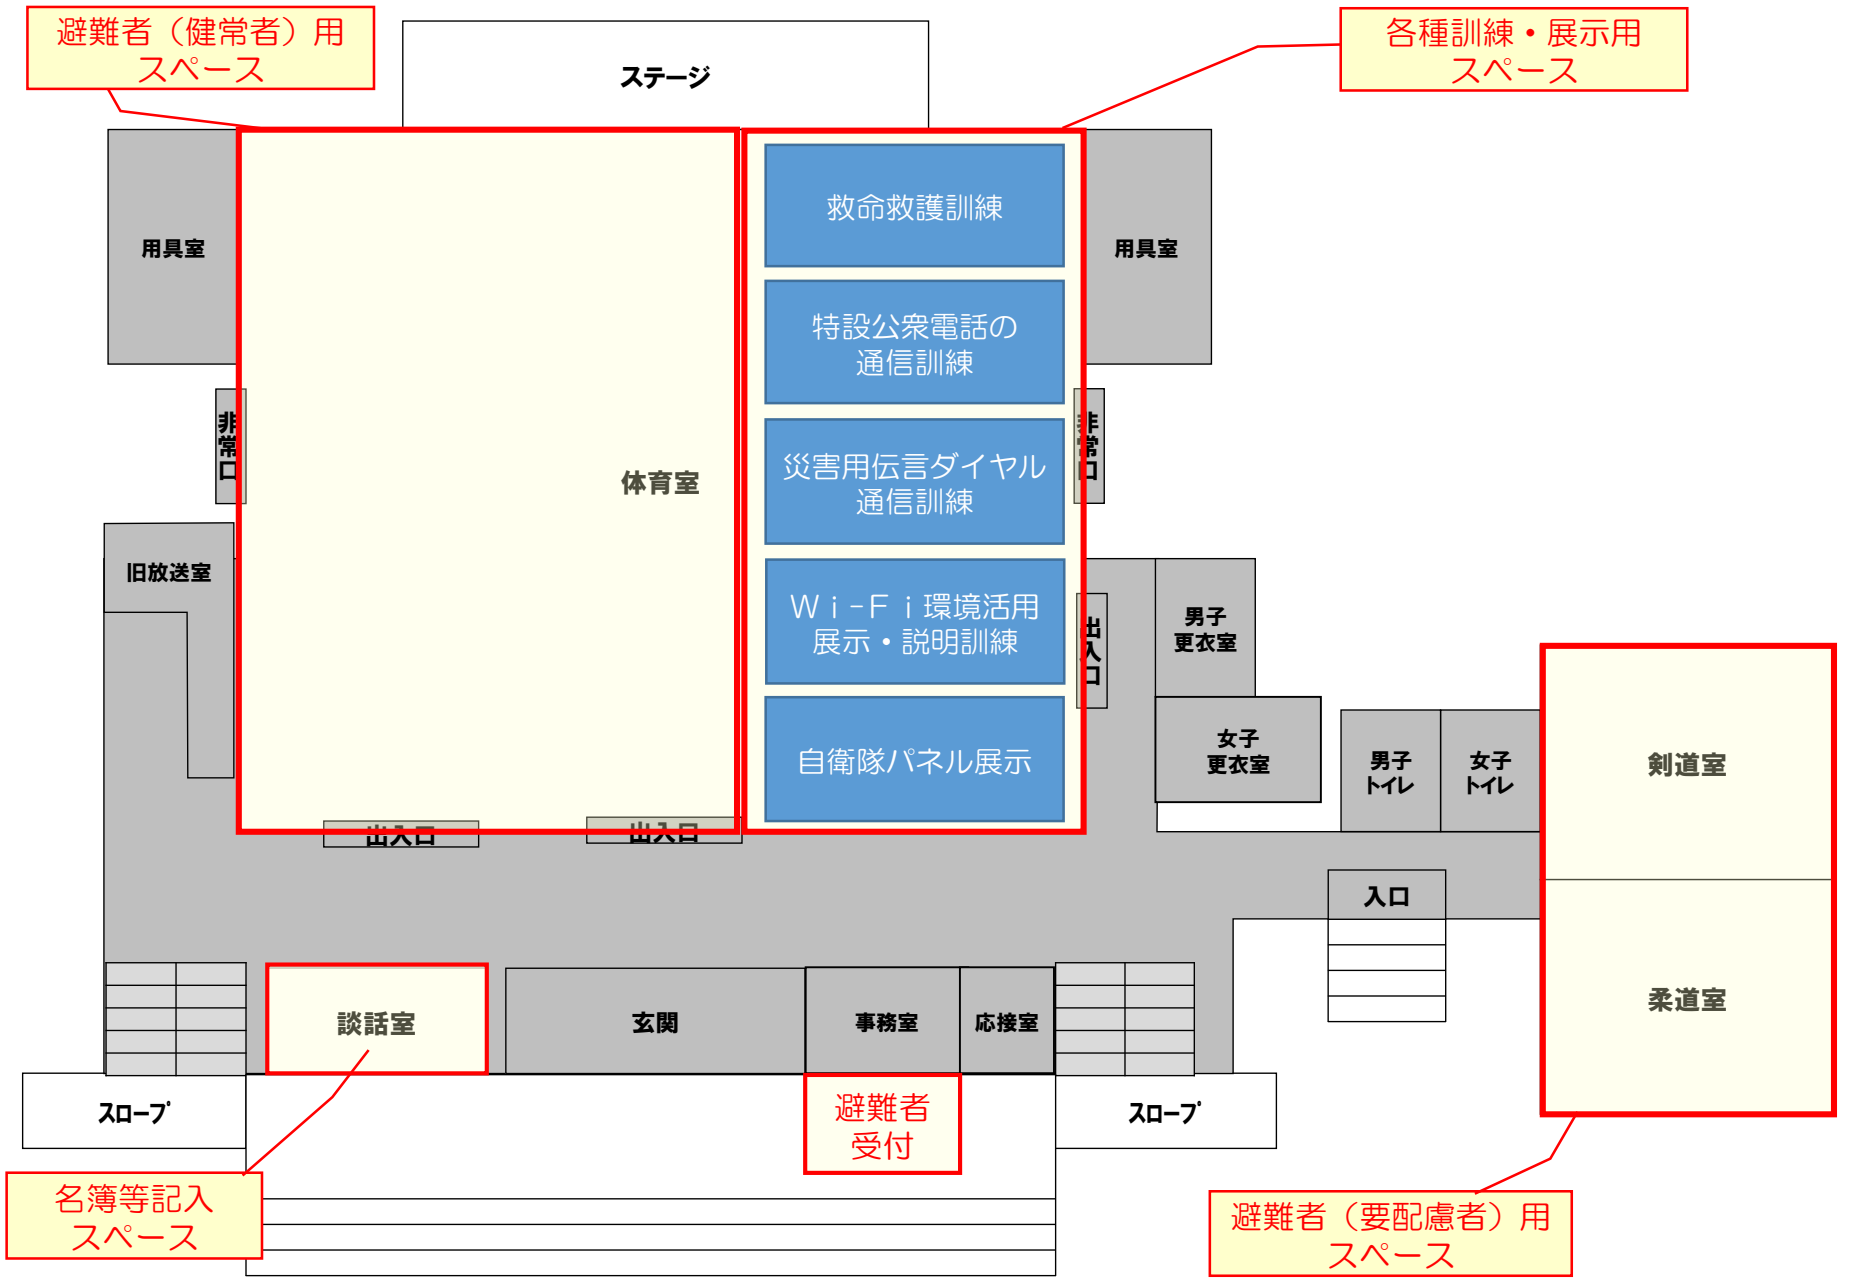 避難者（健常者）用
スペース
各種訓練・展示用
スペース
ステージ
用具室
救命救護訓練
用具室
特設公衆電話の
通信訓練
非常口
体育室
災害用伝言ダイヤル
通信訓練
非常口
旧放送室
Ｗｉ-Ｆｉ環境活用
展示・説明訓練
出入口
男子
更衣室
女子
更衣室
自衛隊パネル展示
男子
トイレ
女子
トイレ
剣道室
出入口
出入口
入口
柔道室
談話室
玄関
事務室
応接室
スロープ
避難者
受付
スロープ
名簿等記入
スペース
避難者（要配慮者）用
スペース